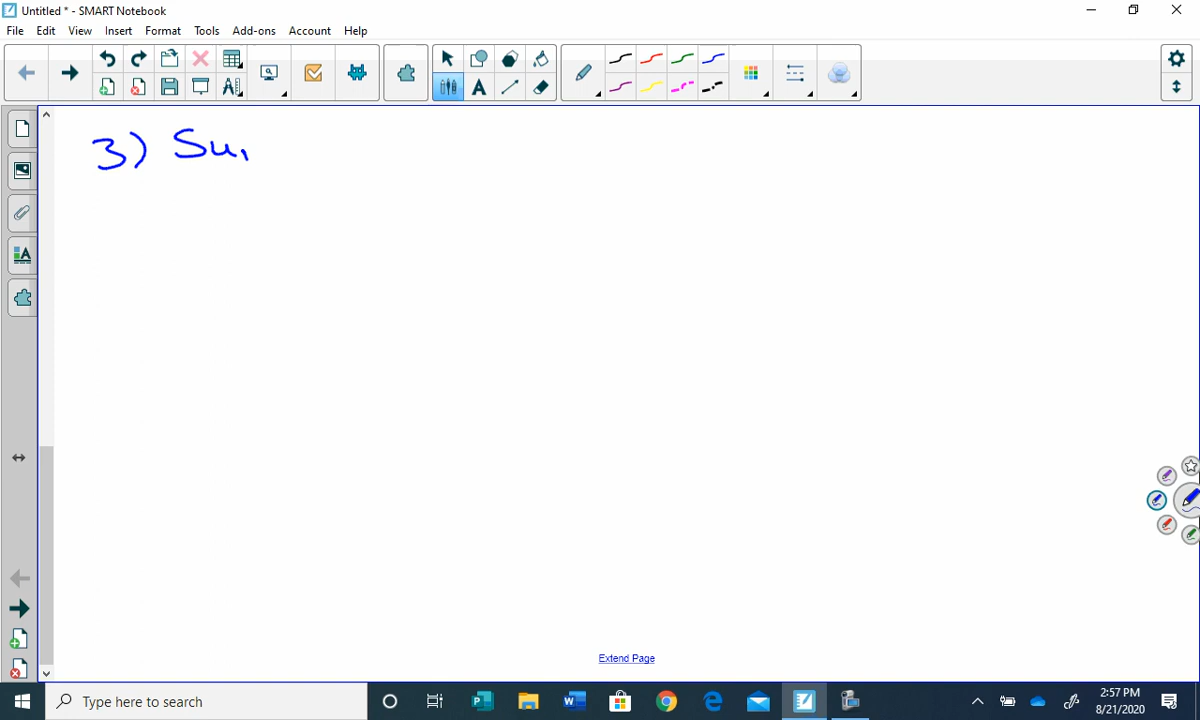 Untitled * - SMART Notebook
File Edit View Insert Format Tools Add-ons Account Help
3) Su
Extend Page
Type here to search
2:57 PM
8/21/2020